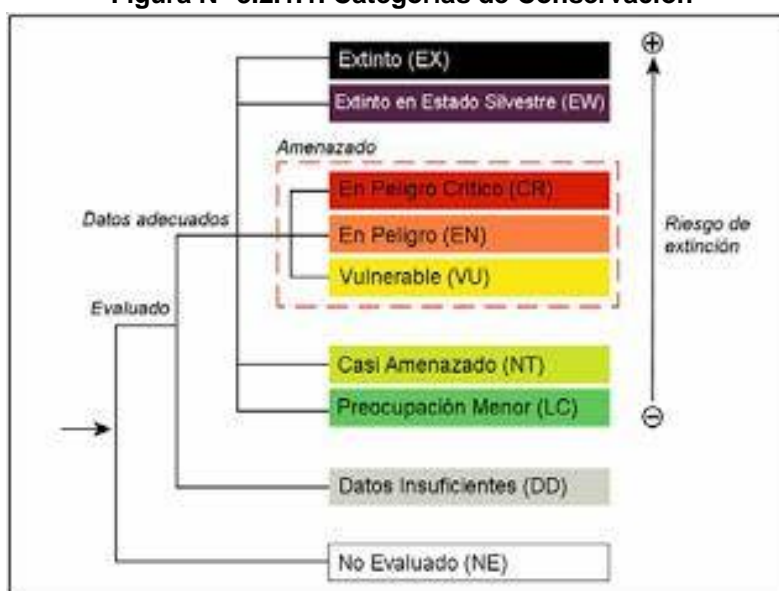 Extinto (EX)
Extinto en Estado Silvestre (EW)
Amenazado
En Peligro Crítico (CR)
Datos adecuados
En Peligro (EN)
Riesgo de
extinción
Vulnerable (VU)
Evaluado
Casi Amenazado (NT)
Preocupación Menor (LC)
Datos Insuficientes (DD)
No Evaluado (NE)